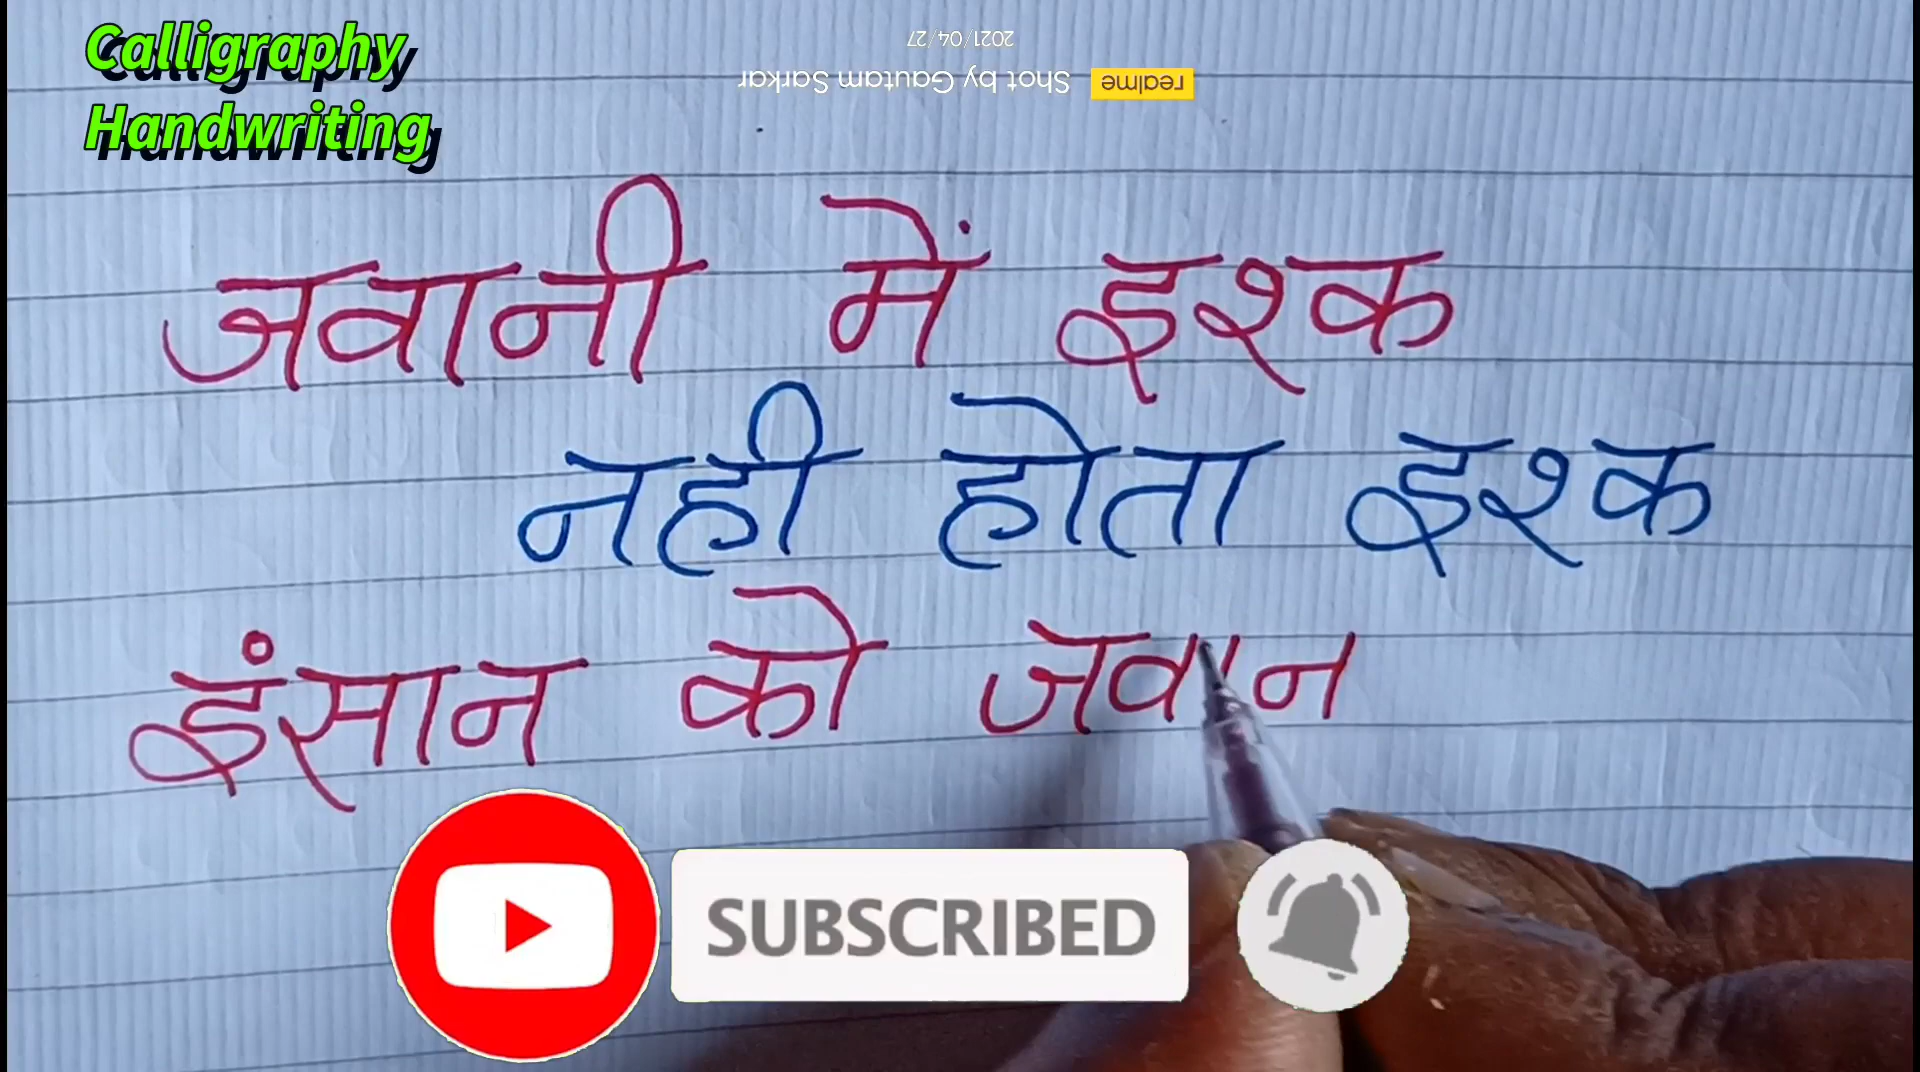 Calligraphy
Handwriting
2021/04/27
realme Shot by Gautam Sarkar
जवानी में इश्क
नही होता इश्क
इंसान को जवान
SUBSCRIBED